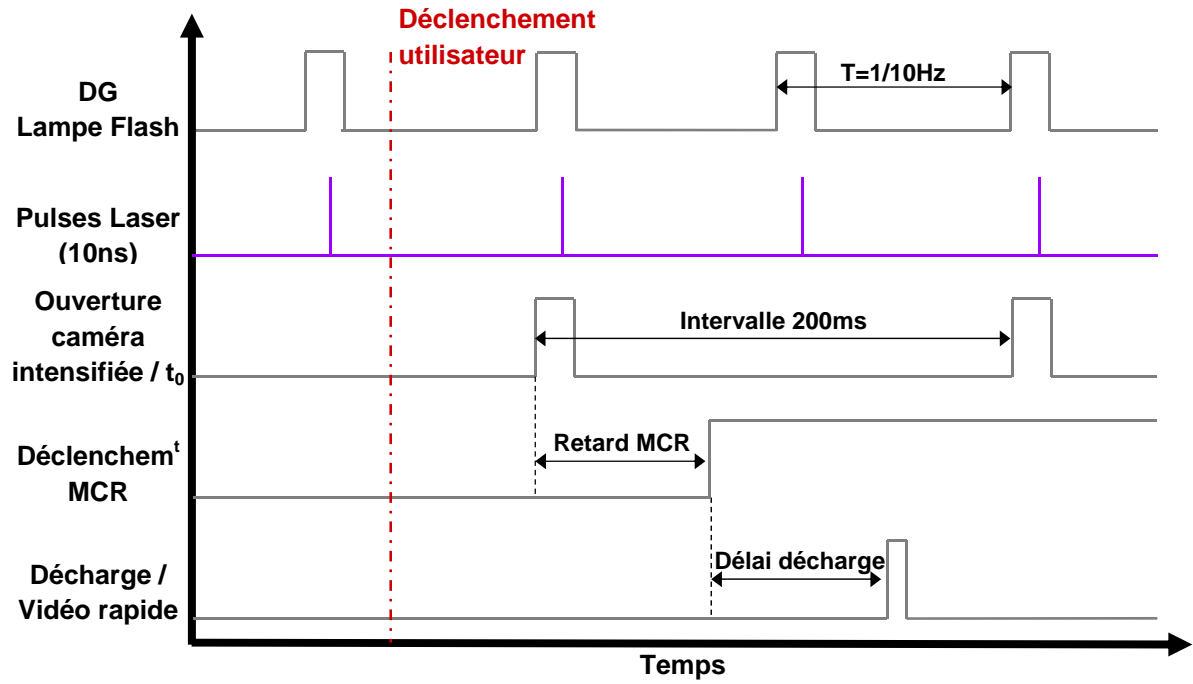 Déclenchement
utilisateur
DG
Lampe Flash
T=1/10Hz
Pulses Laser
(10ns)
Ouverture
caméra
intensifiée / t₀
Intervalle 200ms
Déclenchemᵗ
MCR
Retard MCR
Décharge /
Vidéo rapide
Délai décharge
Temps